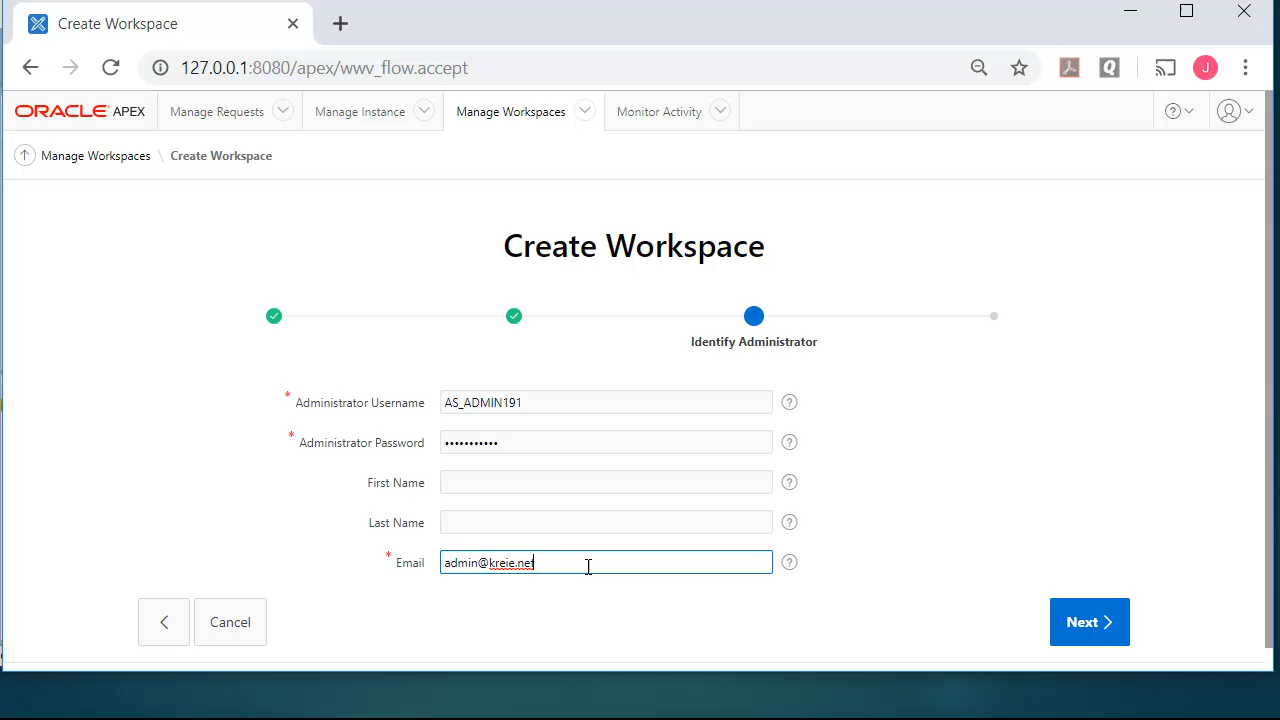 Create Workspace
127.0.0.1:8080/apex/wwv_flow.accept
J
ORACLE APEX Manage Requests Manage Instance Manage Workspaces Monitor Activity
Manage Workspaces \ Create Workspace
Create Workspace
Identify Administrator
* Administrator Username AS_ADMIN191
* Administrator Password •••••••••••
First Name
Last Name
* Email admin@kreie.net
Cancel Next